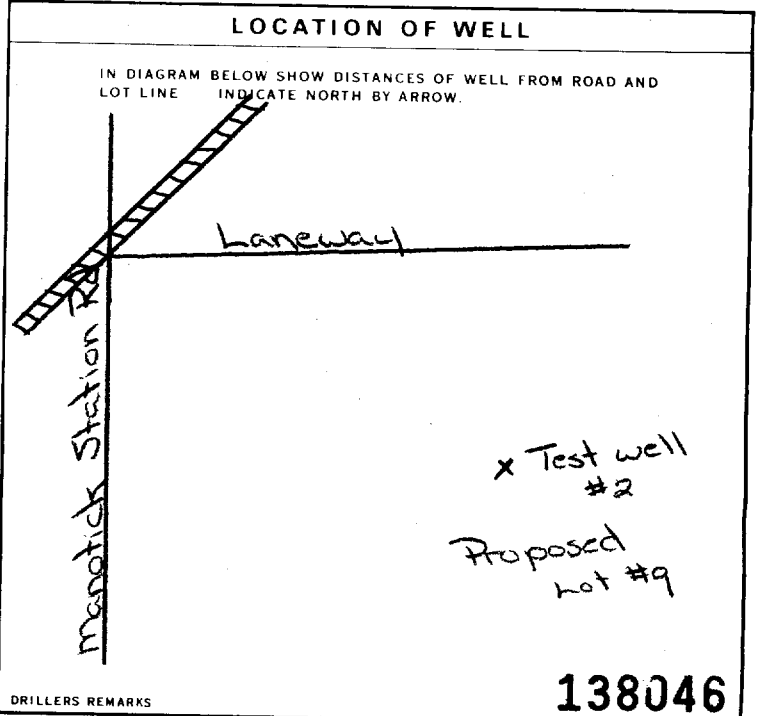 LOCATION OF WELL
IN DIAGRAM BELOW SHOW DISTANCES OF WELL FROM ROAD AND
LOT LINE INDICATE NORTH BY ARROW.
Laneway
Manotick Station Rd
x Test well
#2
Proposed
Lot #9
DRILLERS REMARKS
138046